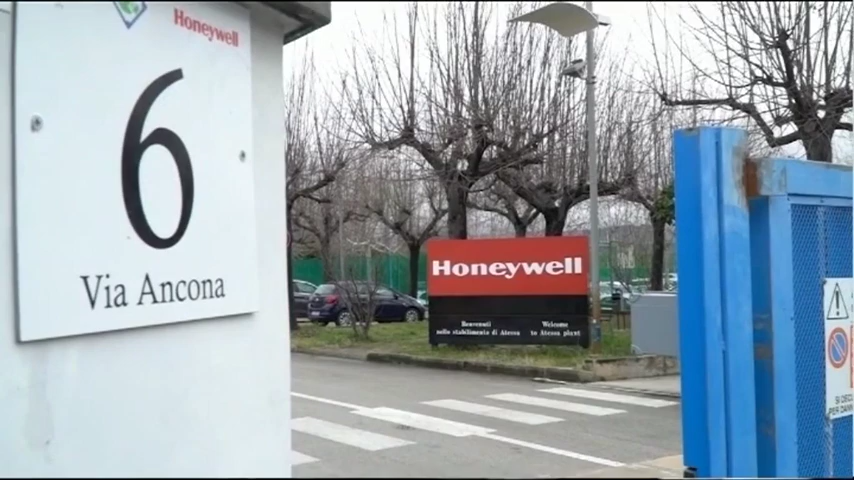 Honeywell
6
Via Ancona
Honeywell
Benvenuti
nello stabilimento di Atessa
Welcome
to Atessa plant